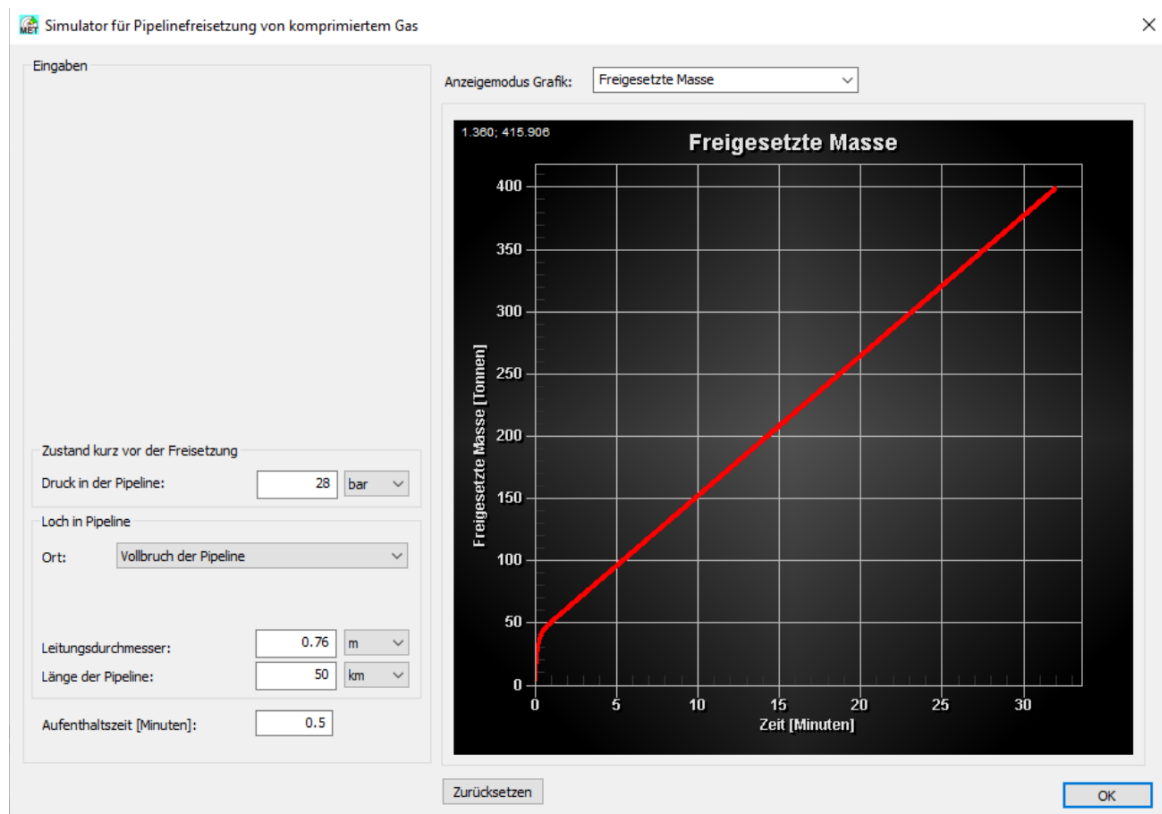 MET Simulator für Pipelinefreisetzung von komprimiertem Gas
Eingaben
Zustand kurz vor der Freisetzung
Druck in der Pipeline: 28 bar
Loch in Pipeline
Ort: Vollbruch der Pipeline
Leitungsdurchmesser: 0.76 m
Länge der Pipeline: 50 km
Aufenthaltszeit [Minuten]: 0.5
Anzeigemodus Grafik: Freigesetzte Masse
1.360; 415.906
Freigesetzte Masse
400
350
300
250
200
150
100
50
0
Freigesetzte Masse [Tonnen]
0 5 10 15 20 25 30
Zeit [Minuten]
Zurücksetzen
OK